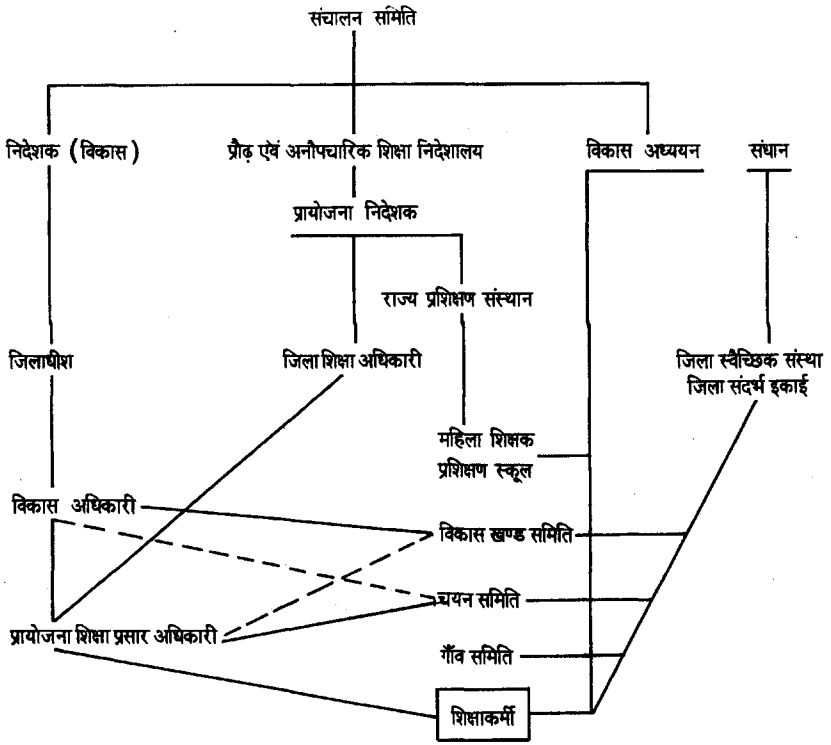 संचालन समिति
निदेशक (विकास)
प्रौढ़ एवं अनौपचारिक शिक्षा निदेशालय
विकास अध्ययन
संधान
प्रायोजना निदेशक
राज्य प्रशिक्षण संस्थान
जिलाधीश
जिला शिक्षा अधिकारी
जिला स्वैच्छिक संस्था
जिला संदर्भ इकाई
महिला शिक्षक
प्रशिक्षण स्कूल
विकास अधिकारी
विकास खण्ड समिति
चयन समिति
प्रायोजना शिक्षा प्रसार अधिकारी
गाँव समिति
शिक्षाकर्मी